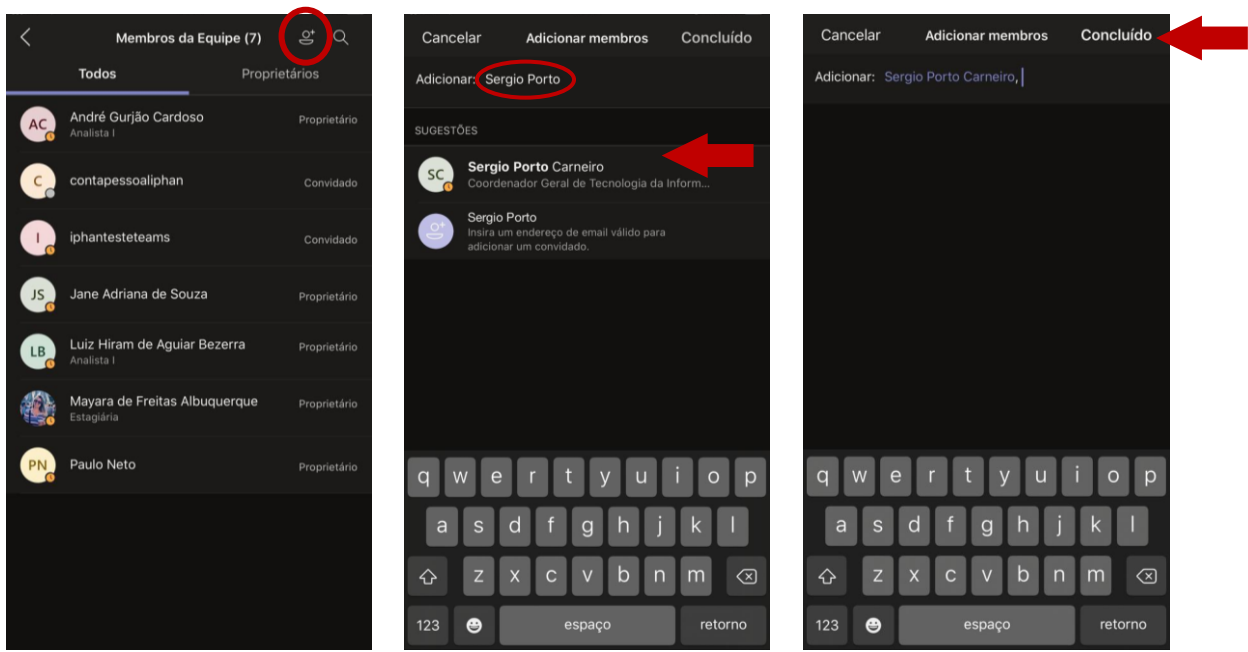 Membros da Equipe (7)
Todos
Proprietários
AC
André Gurjão Cardoso
Analista I
Proprietário
C
contapessoaliphan
Convidado
I
iphantesteteams
Convidado
JS
Jane Adriana de Souza
Proprietário
LB
Luiz Hiram de Aguiar Bezerra
Analista I
Proprietário
Mayara de Freitas Albuquerque
Estagiária
Proprietário
PN
Paulo Neto
Proprietário
Cancelar
Adicionar membros
Concluído
Adicionar: Sergio Porto
SUGESTÕES
SC
Sergio Porto Carneiro
Coordenador Geral de Tecnologia da Inform...
Sergio Porto
Insira um endereço de email válido para
adicionar um convidado.
q w e r t y u i o p
a s d f g h j k l
z x c v b n m
123 espaço retorno
Cancelar
Adicionar membros
Concluído
Adicionar: Sergio Porto Carneiro,
q w e r t y u i o p
a s d f g h j k l
z x c v b n m
123 espaço retorno